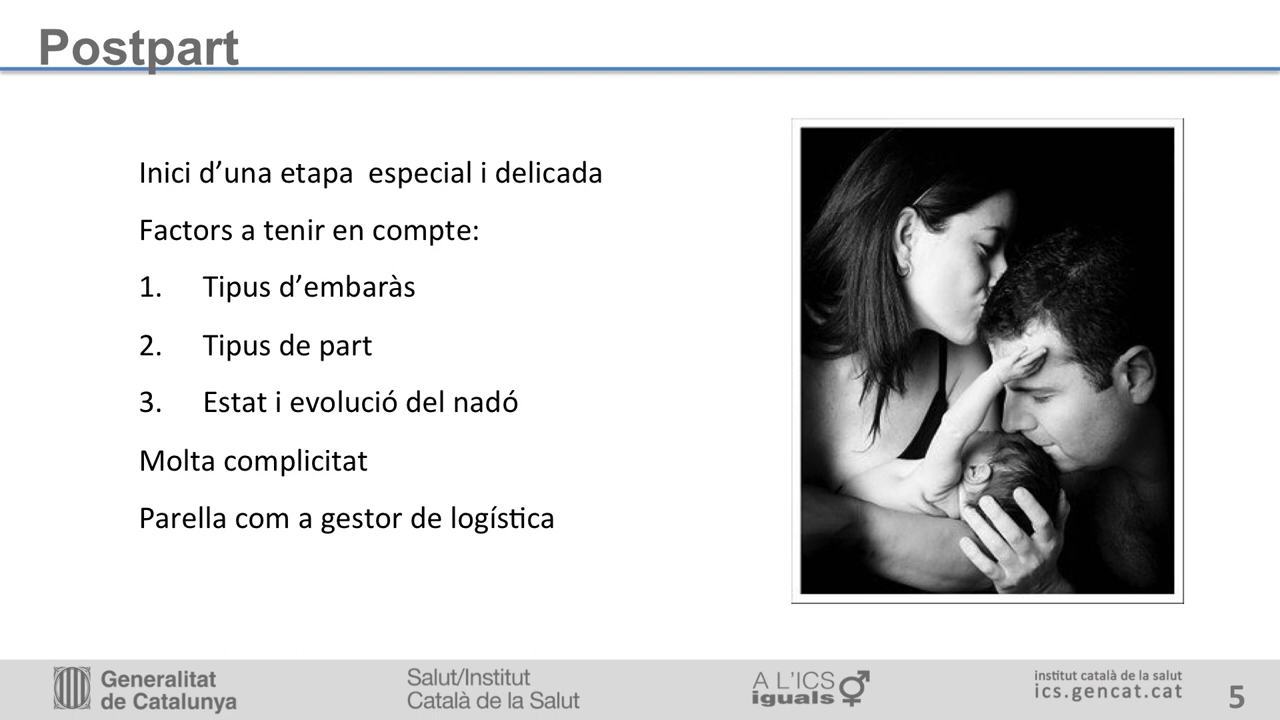 Postpart
Inici d’una etapa  especial i delicada
Factors a tenir en compte:
1. Tipus d’embaràs
2. Tipus de part
3. Estat i evolució del nadó
Molta complicitat
Parella com a gestor de logística
Generalitat
de Catalunya
Salut/Institut
Català de la Salut
A L'ICS
iguals
institut català de la salut
ics.gencat.cat
5